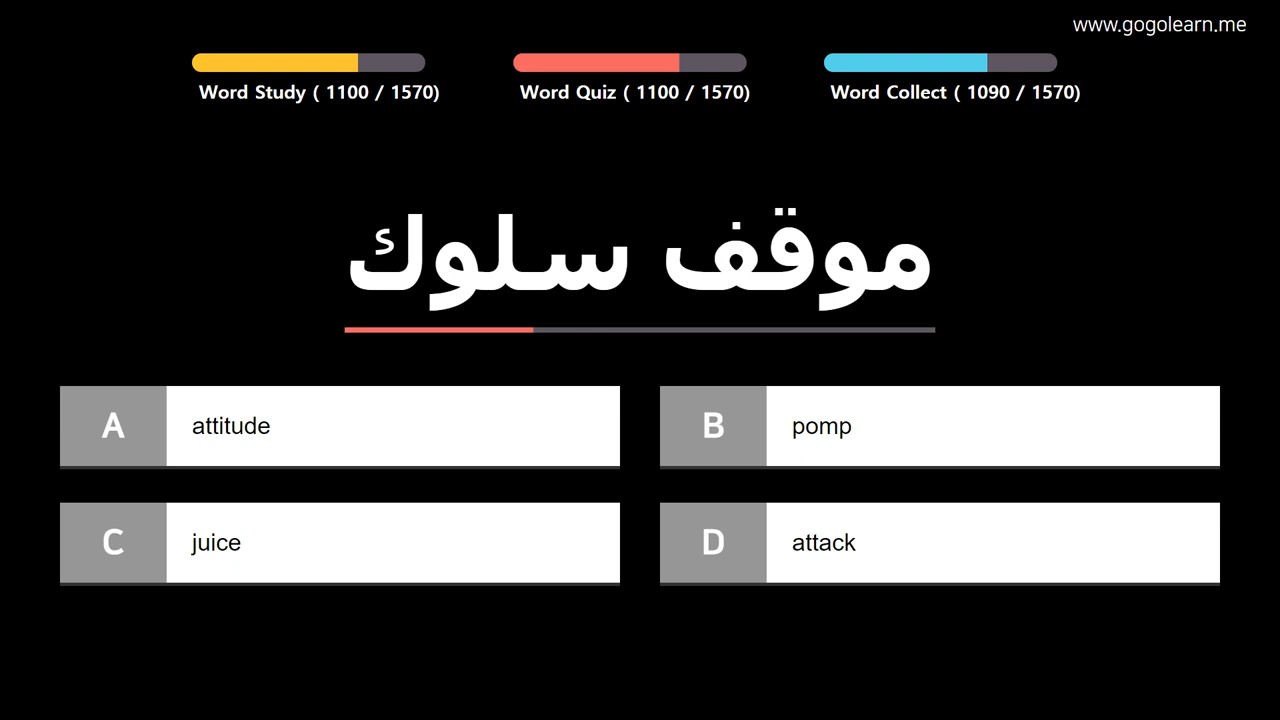 www.gogolearn.me
Word Study ( 1100 / 1570)
Word Quiz ( 1100 / 1570)
Word Collect ( 1090 / 1570)
موقف سلوك
A attitude
B pomp
C juice
D attack